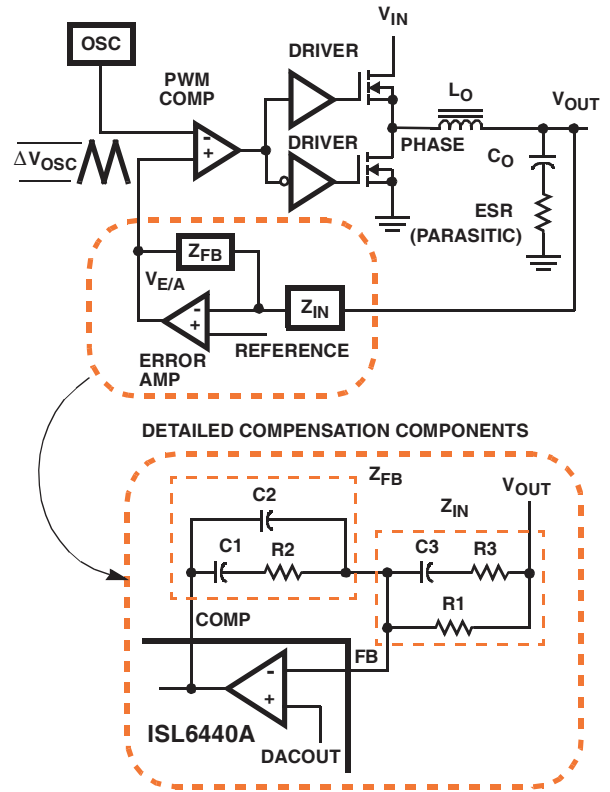 OSC
V_IN
DRIVER
PWM
COMP
L_O
V_OUT
-
+
ΔV_OSC
DRIVER
PHASE
C_O
ESR
(PARASITIC)
Z_FB
V_E/A
Z_IN
-
+
REFERENCE
ERROR
AMP
DETAILED COMPENSATION COMPONENTS
Z_FB
C2
V_OUT
Z_IN
C1
R2
C3
R3
R1
COMP
FB
-
+
ISL6440A
DACOUT